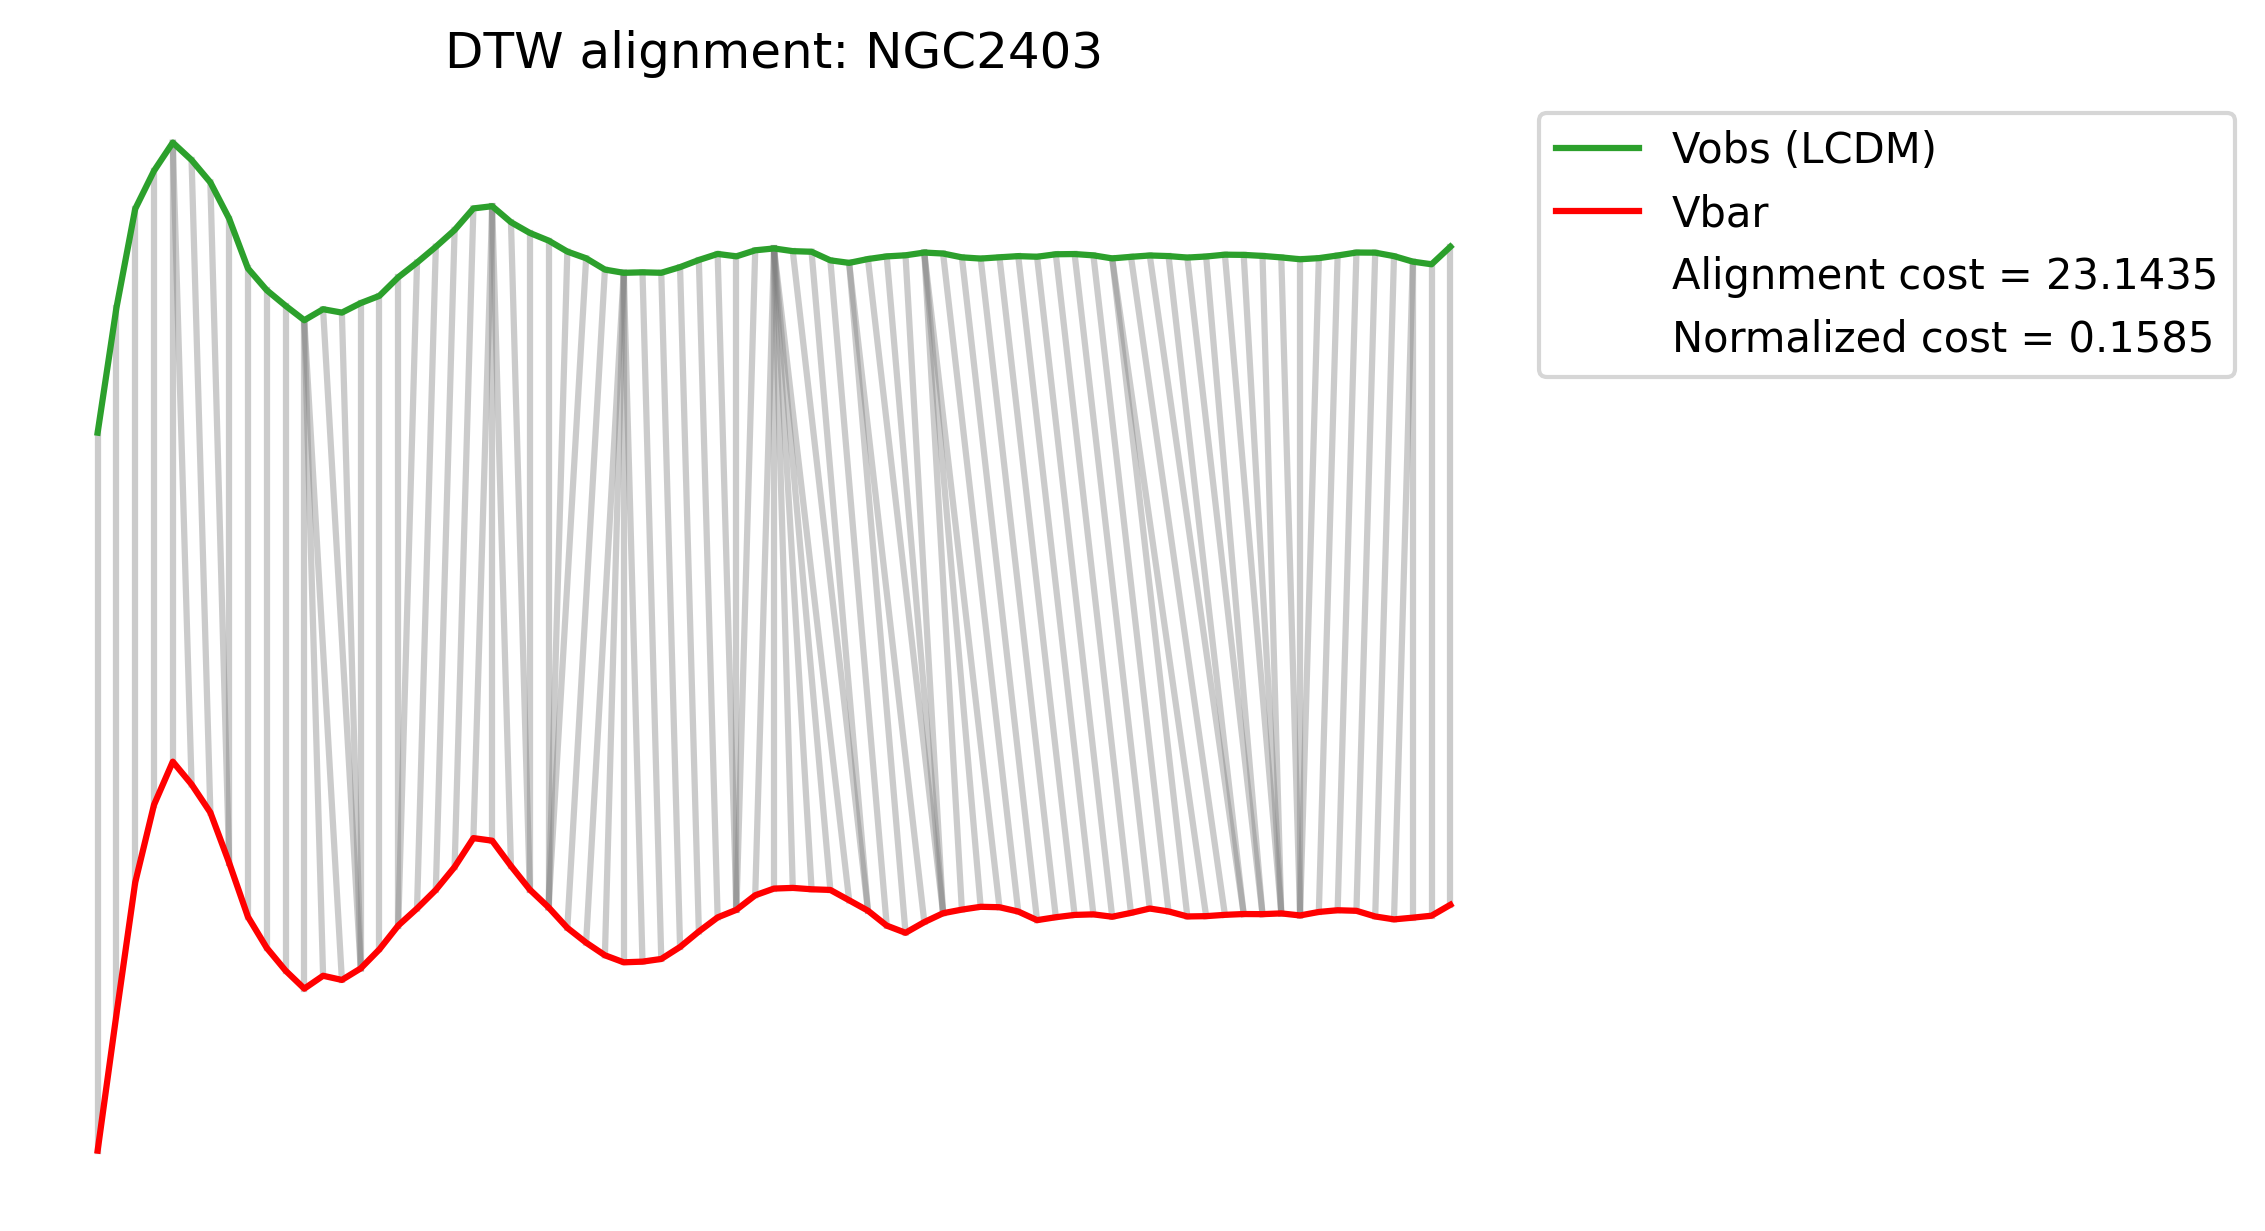 DTW alignment: NGC2403
Vobs (LCDM)
Vbar
Alignment cost = 23.1435
Normalized cost = 0.1585